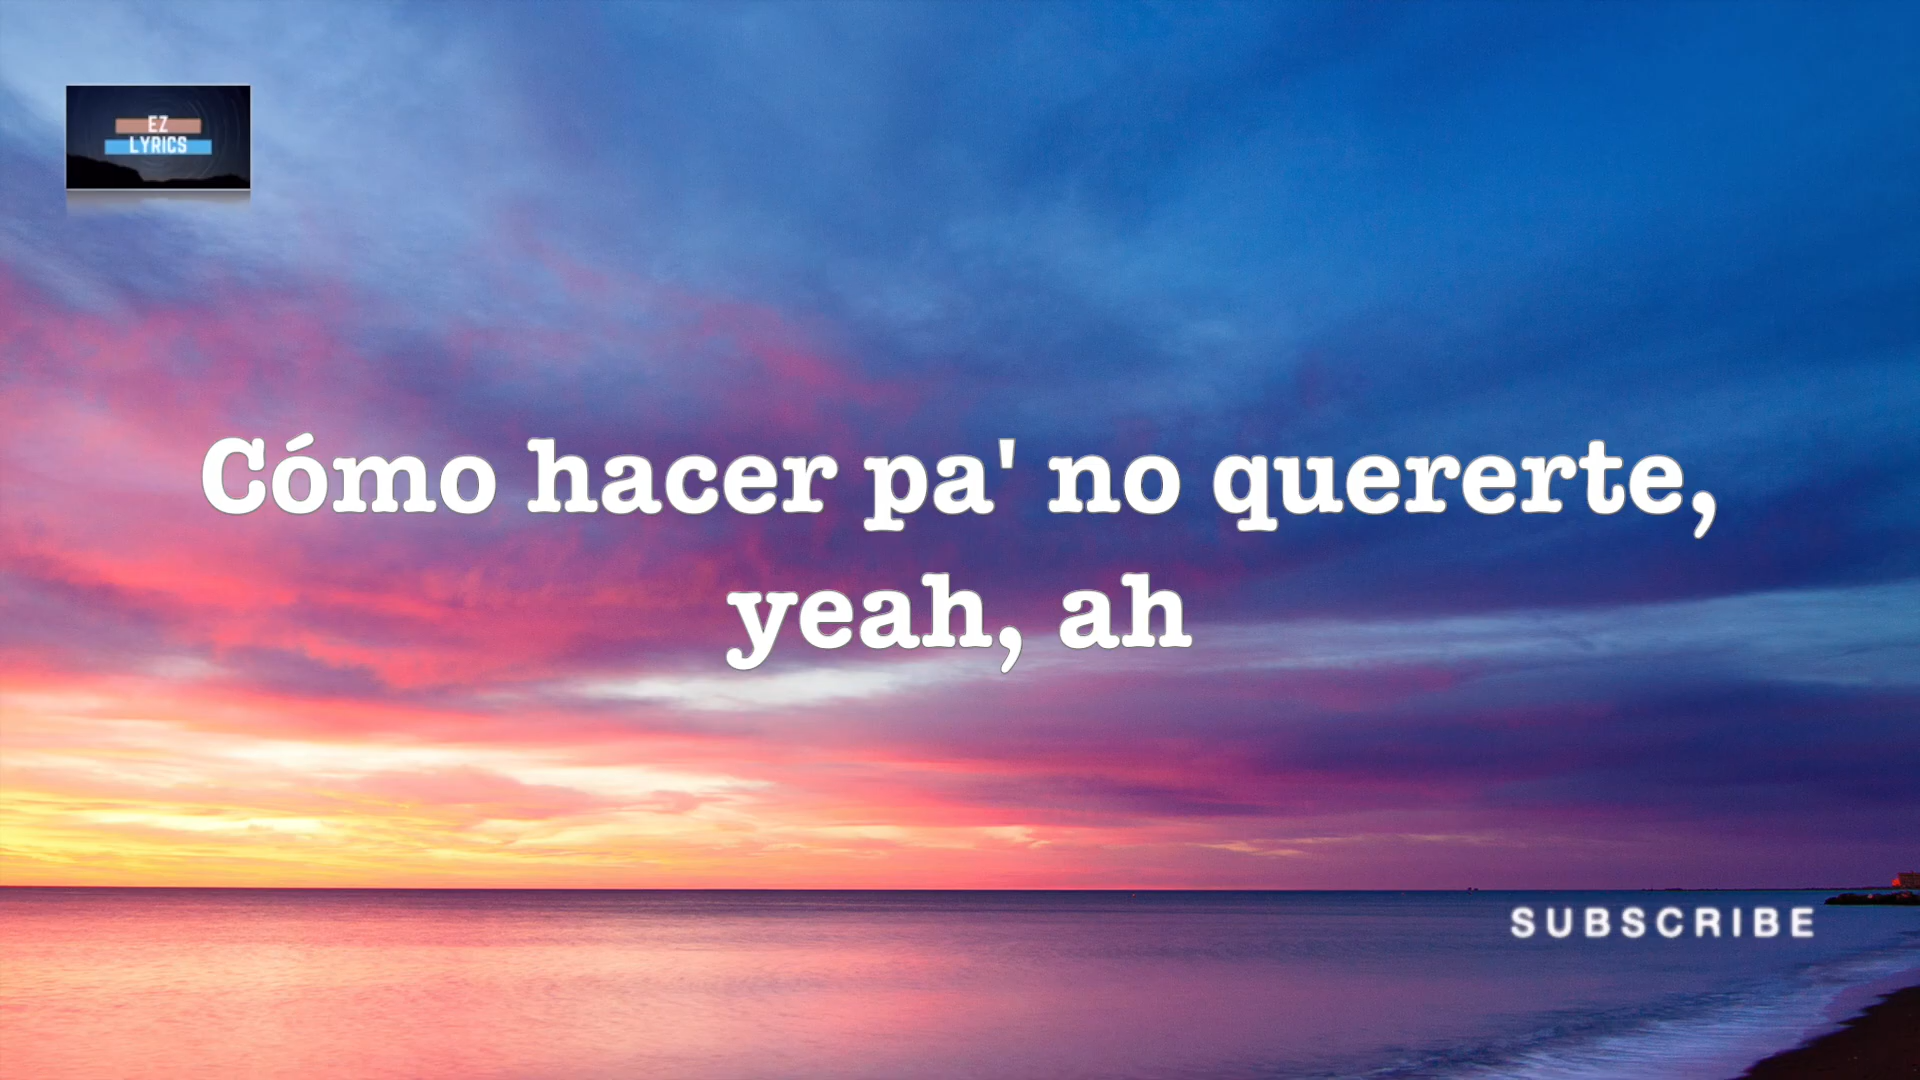 EZ
LYRICS
Cómo hacer pa' no quererte,
yeah, ah
SUBSCRIBE